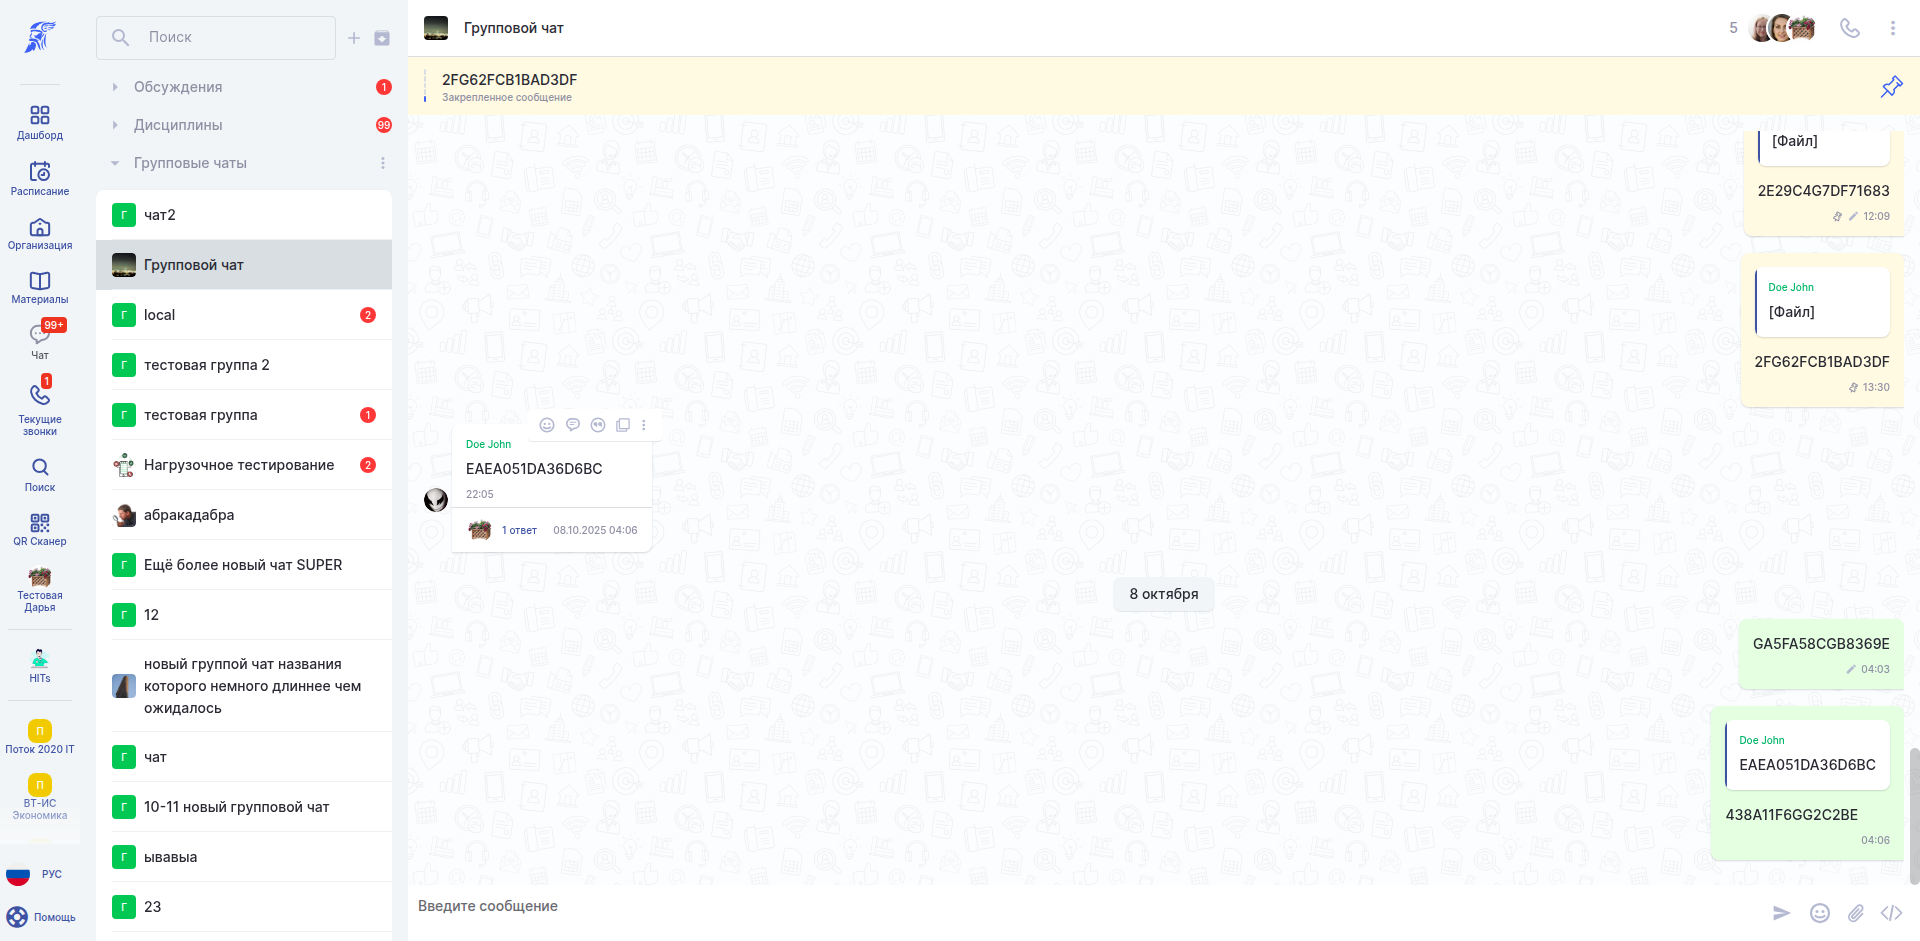 Дашборд
Расписание
Организация
Материалы
99+
Чат
1
Текущие
звонки
Поиск
QR Сканер
Тестовая
Дарья
HITs
П
Поток 2020 IT
П
ВТ-ИС
Экономика
РУС
Помощь
Поиск
Обсуждения
1
Дисциплины
99
Групповые чаты
Г
чат2
Групповой чат
Г
local
2
Г
тестовая группа 2
Г
тестовая группа
1
Нагрузочное тестирование
2
абракадабра
Г
Ещё более новый чат SUPER
Г
12
новый группой чат названия
которого немного длиннее чем
ожидалось
Г
чат
Г
10-11 новый групповой чат
Г
ывавыа
Г
23
Групповой чат
5
2FG62FCB1BAD3DF
Закрепленное сообщение
[Файл]
2E29C4G7DF71683
12:09
Doe John
[Файл]
2FG62FCB1BAD3DF
13:30
Doe John
EAEA051DA36D6BC
22:05
1 ответ
08.10.2025 04:06
8 октября
GA5FA58CGB8369E
04:03
Doe John
EAEA051DA36D6BC
438A11F6GG2C2BE
04:06
Введите сообщение